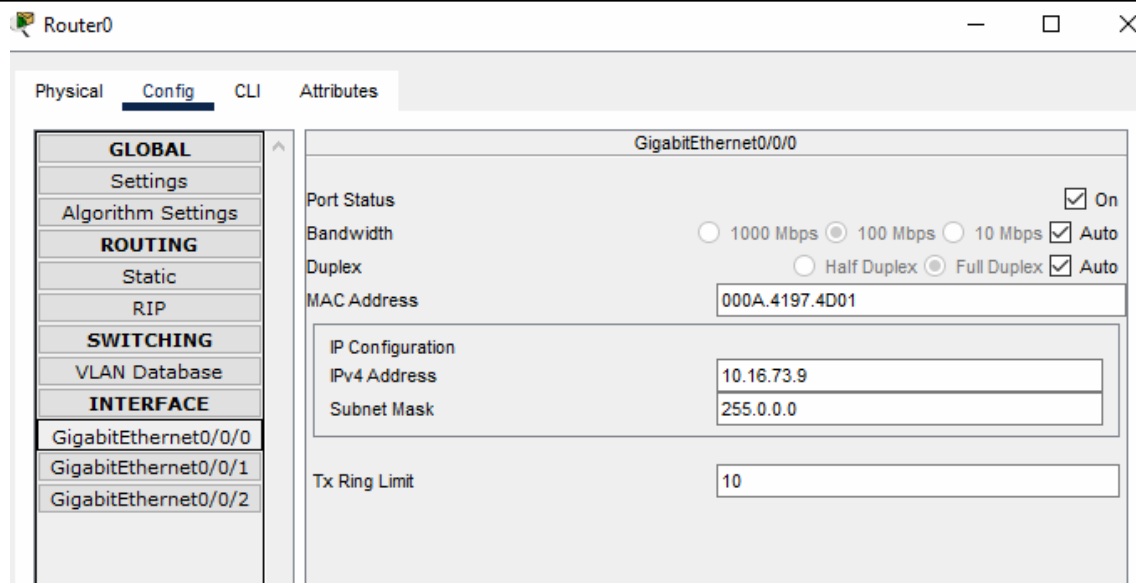 Router0
Physical Config CLI Attributes
GLOBAL
Settings
Algorithm Settings
ROUTING
Static
RIP
SWITCHING
VLAN Database
INTERFACE
GigabitEthernet0/0/0
GigabitEthernet0/0/1
GigabitEthernet0/0/2
GigabitEthernet0/0/0
Port Status On
Bandwidth 1000 Mbps 100 Mbps 10 Mbps Auto
Duplex Half Duplex Full Duplex Auto
MAC Address 000A.4197.4D01
IP Configuration
IPv4 Address 10.16.73.9
Subnet Mask 255.0.0.0
Tx Ring Limit 10